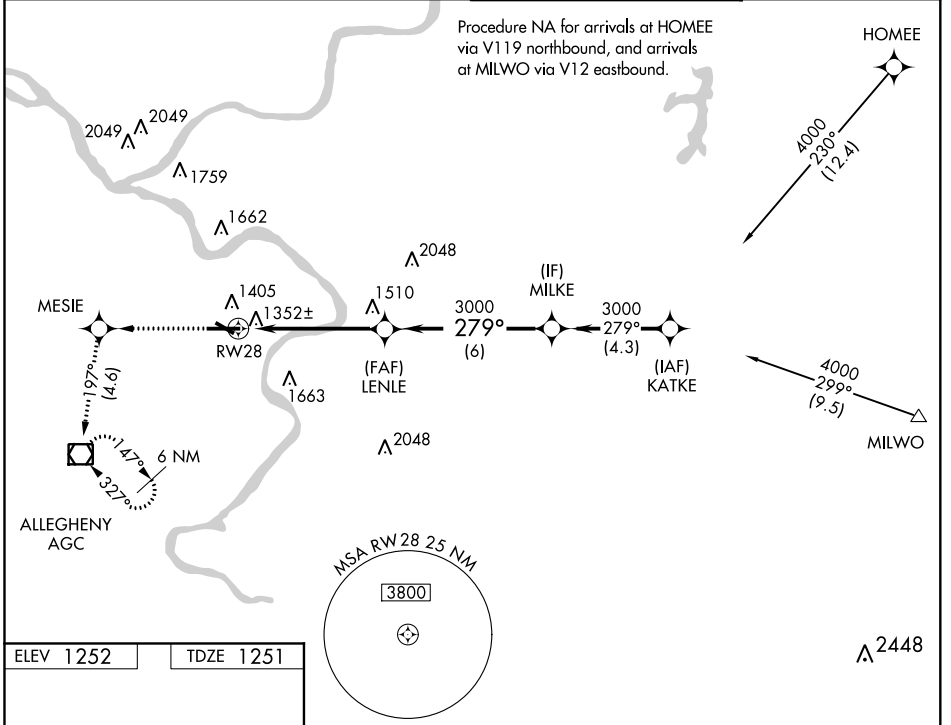 Procedure NA for arrivals at HOMEE
via V119 northbound, and arrivals
at MILWO via V12 eastbound.
HOMEE
4000
230°
(12.4)
2049
2049
1759
1662
2048
1405
1352±
1510
MESIE
RW28
(FAF)
LENLE
3000
279°
(6)
(IF)
MILKE
3000
279°
(4.3)
(IAF)
KATKE
4000
299°
(9.5)
MILWO
197°
(4.6)
1663
2048
147°
6 NM
327°
ALLEGHENY
AGC
MSA RW 28 25 NM
3800
2448
ELEV 1252
TDZE 1251